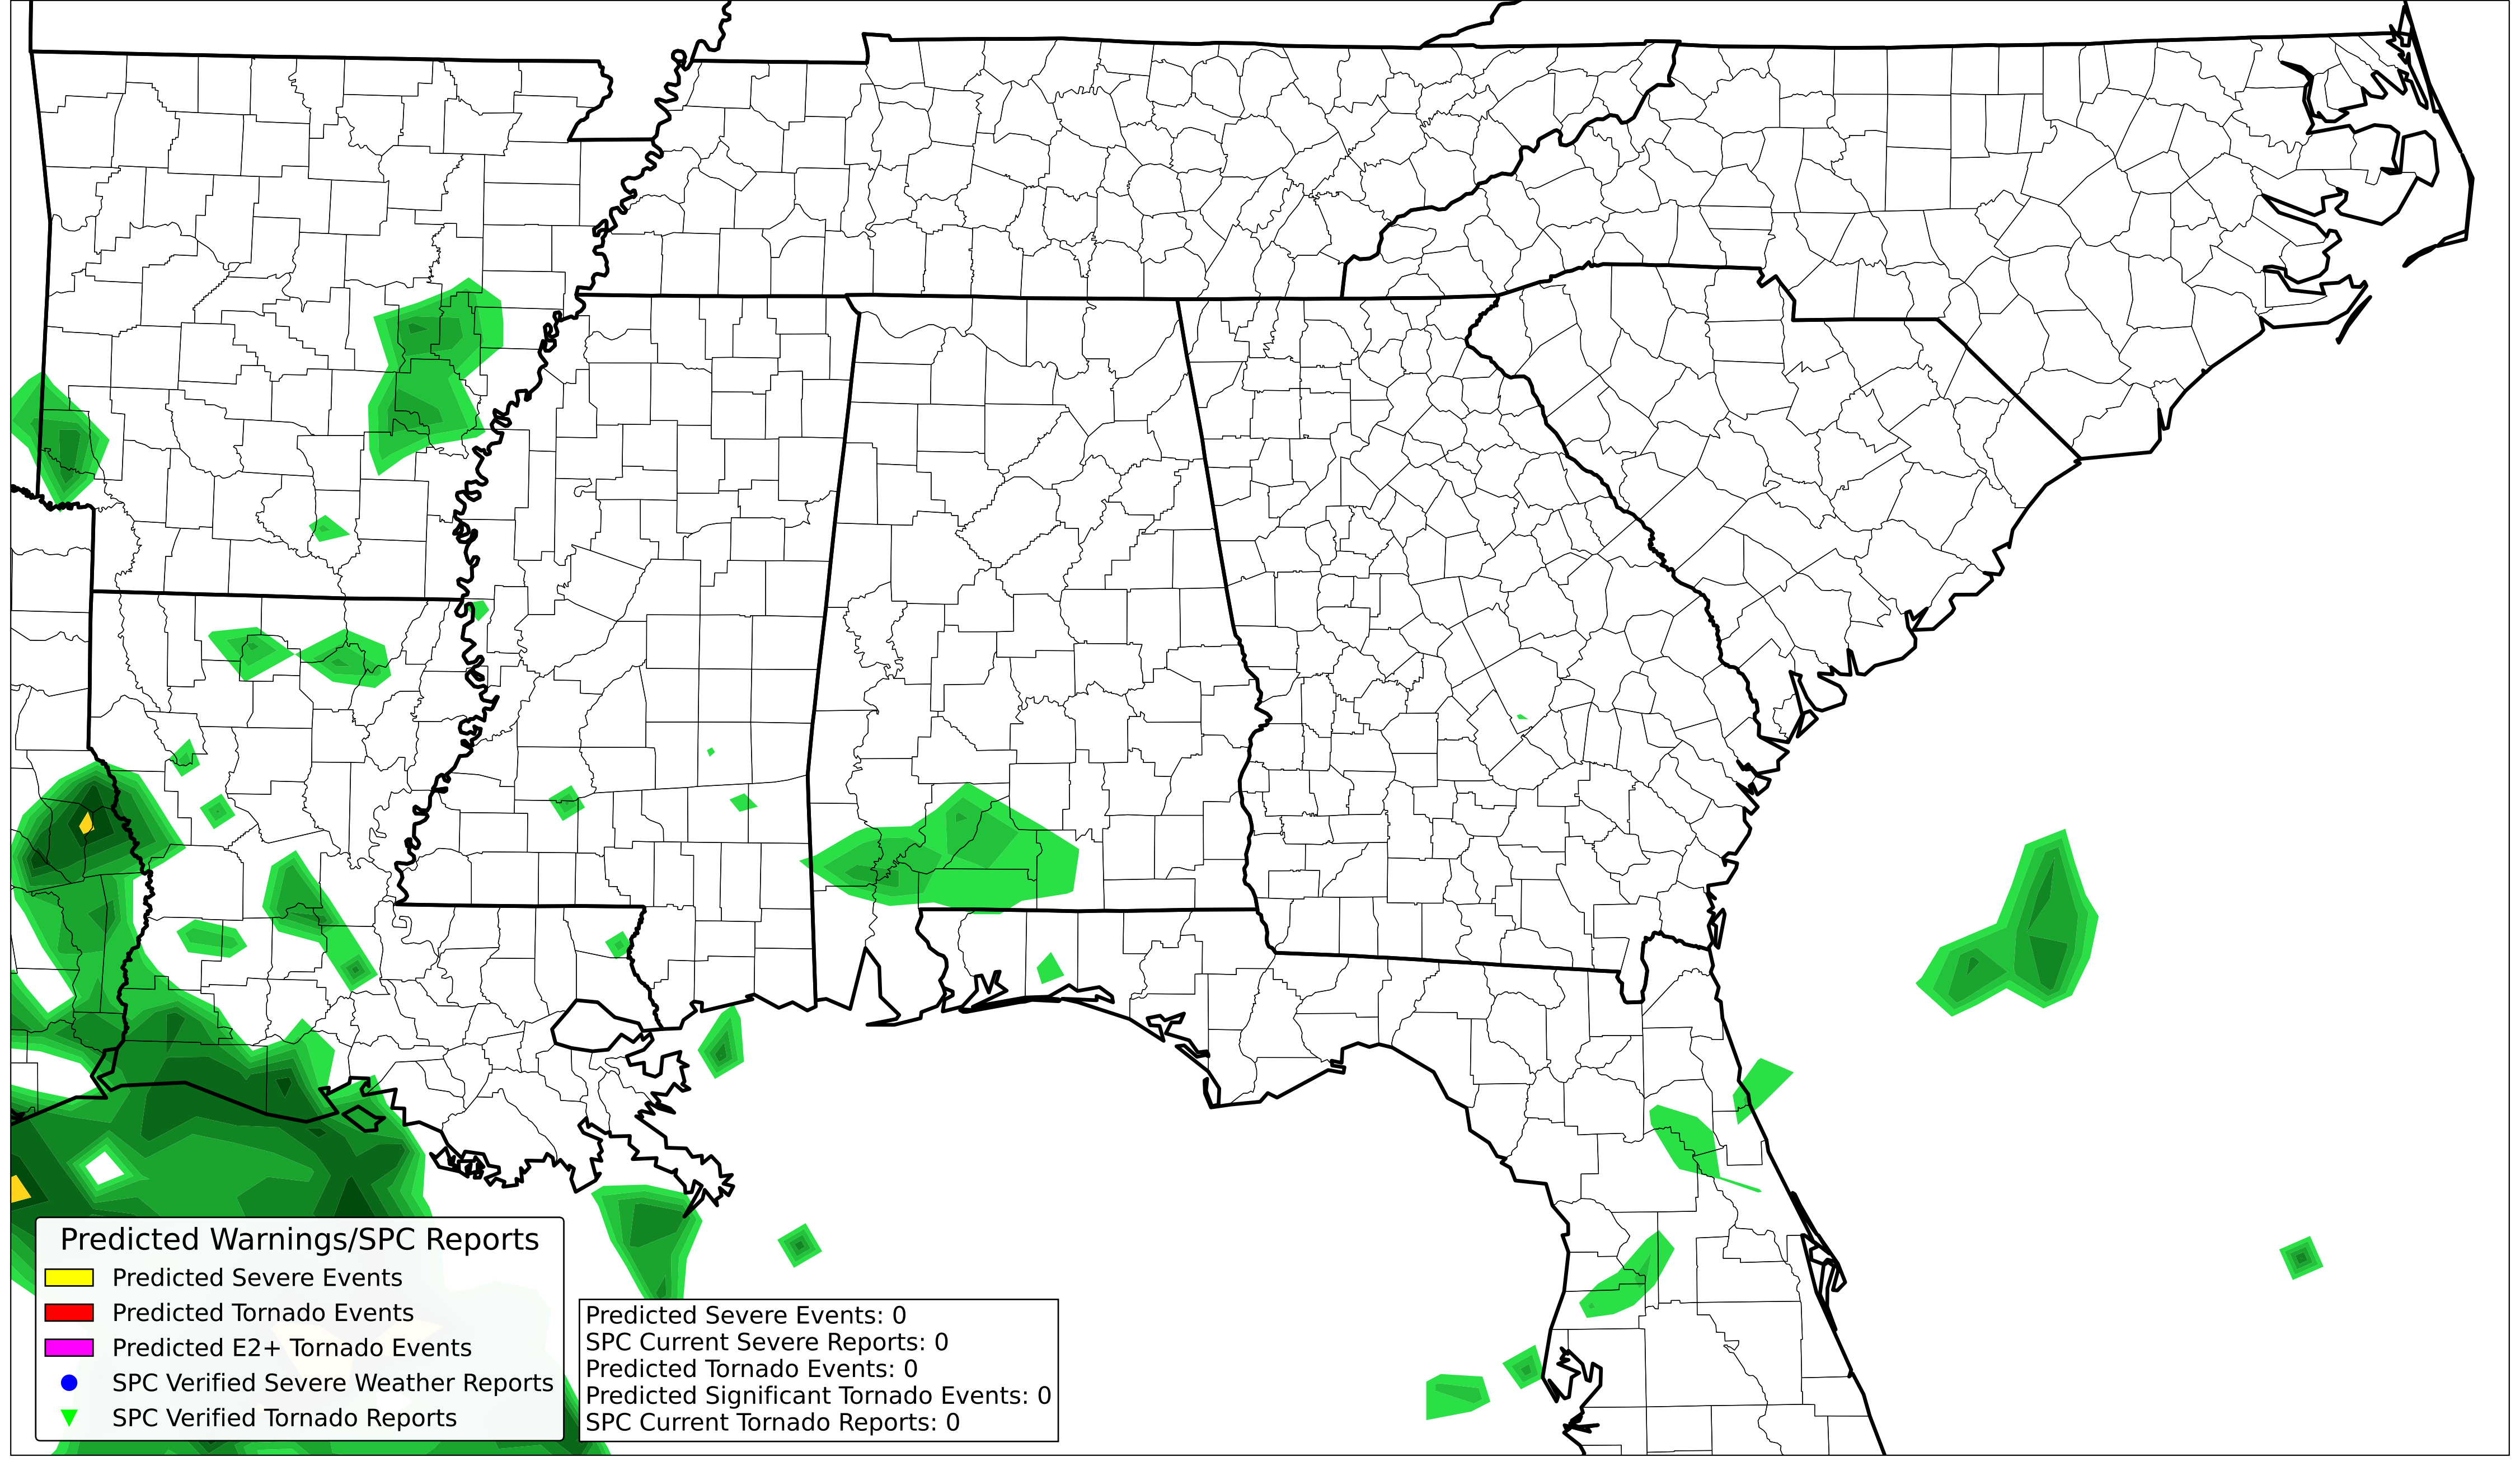 Predicted Warnings/SPC Reports
Predicted Severe Events
Predicted Tornado Events
Predicted E2+ Tornado Events
SPC Verified Severe Weather Reports
SPC Verified Tornado Reports
Predicted Severe Events: 0
SPC Current Severe Reports: 0
Predicted Tornado Events: 0
Predicted Significant Tornado Events: 0
SPC Current Tornado Reports: 0